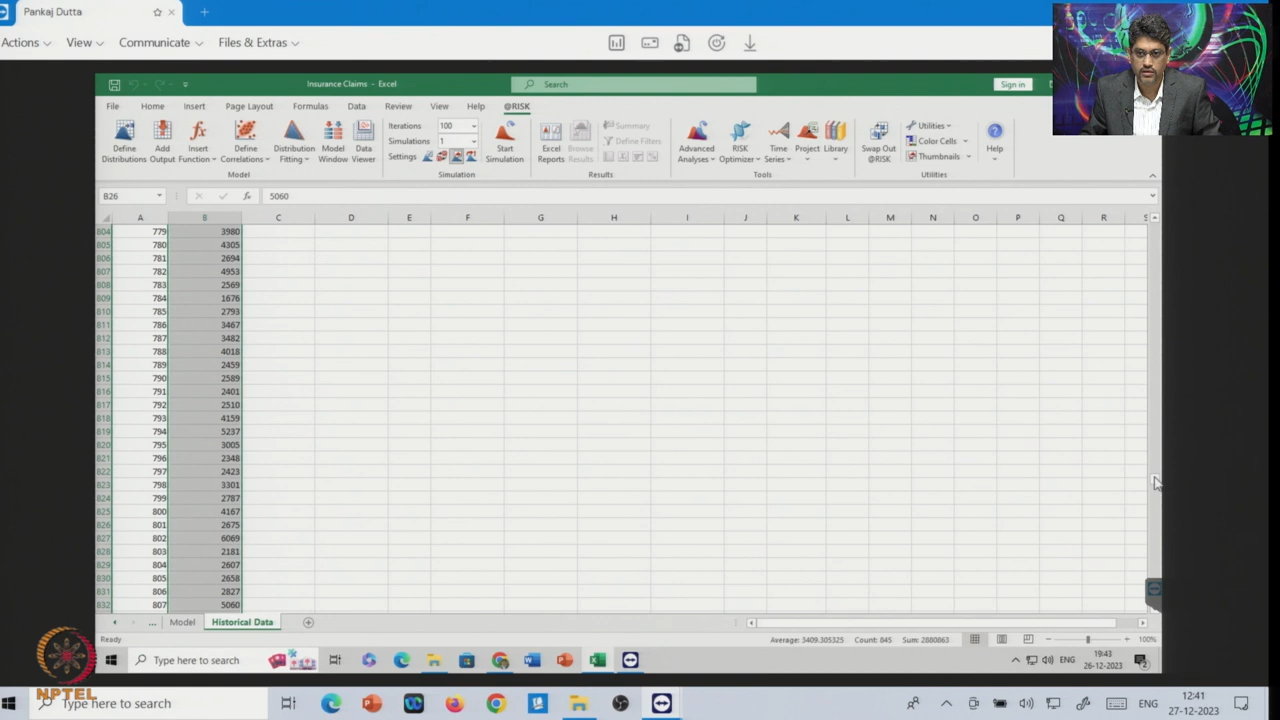 Pankaj Dutta
Actions View Communicate Files & Extras
Insurance Claims - Excel
Search
Sign in
File Home Insert Page Layout Formulas Data Review View Help @RISK
Iterations 100
Simulations 1
Settings
Define Distributions
Add Output
Insert Function
Define Correlations
Distribution Fitting
Model Window
Data Viewer
Start Simulation
Excel Reports
Browse Results
Summary
Define Filters
Advanced Analyses
RISK Optimizer
Time Series
Project
Library
Swap Out @RISK
Utilities
Color Cells
Thumbnails
Help
Model Simulation Results Tools Utilities
B26 fx 5060
A B C D E F G H I J K L M N O P Q R S
804 779 3980
805 780 4305
806 781 2694
807 782 4953
808 783 2569
809 784 1676
810 785 2793
811 786 3467
812 787 3482
813 788 4018
814 789 2459
815 790 2589
816 791 2401
817 792 2510
818 793 4159
819 794 5237
820 795 3005
821 796 2348
822 797 2423
823 798 3301
824 799 2787
825 800 4167
826 801 2675
827 802 6069
828 803 2181
829 804 2607
830 805 2658
831 806 2827
832 807 5060
... Model Historical Data
Ready Average: 3409.305325 Count: 845 Sum: 2880863 100%
Type here to search
ENG
19:43
26-12-2023
2
NPTEL
Type here to search
ENG
12:41
27-12-2023